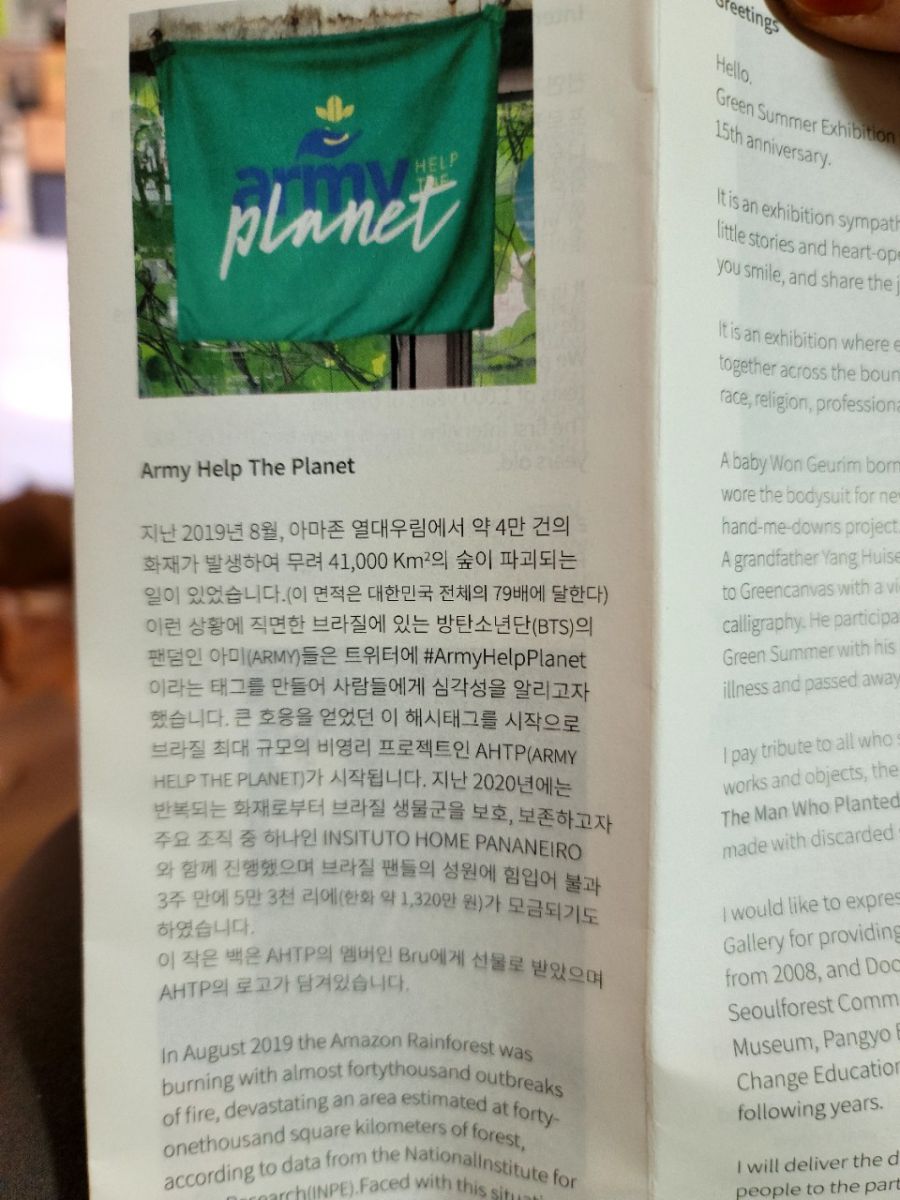 army
HELP
THE
planet
Army Help The Planet
지난 2019년 8월, 아마존 열대우림에서 약 4만 건의
화재가 발생하여 무려 41,000 Km²의 숲이 파괴되는
일이 있었습니다.(이 면적은 대한민국 전체의 79배에 달한다)
이런 상황에 직면한 브라질에 있는 방탄소년단(BTS)의
팬덤인 아미(ARMY)들은 트위터에 #ArmyHelpPlanet
이라는 태그를 만들어 사람들에게 심각성을 알리고자
했습니다. 큰 호응을 얻었던 이 해시태그를 시작으로
브라질 최대 규모의 비영리 프로젝트인 AHTP(ARMY
HELP THE PLANET)가 시작됩니다. 지난 2020년에는
반복되는 화재로부터 브라질 생물군을 보호, 보존하고자
주요 조직 중 하나인 INSITUTO HOME PANANEIRO
와 함께 진행했으며 브라질 팬들의 성원에 힘입어 불과
3주 만에 5만 3천 리에(한화 약 1,320만 원)가 모금되기도
하였습니다.
이 작은 백은 AHTP의 멤버인 Bru에게 선물로 받았으며
AHTP의 로고가 담겨있습니다.
In August 2019 the Amazon Rainforest was
burning with almost fortythousand outbreaks
of fire, devastating an area estimated at forty-
onethousand square kilometers of forest,
according to data from the NationalInstitute for
Research(INPE).Faced with this
Greetings
Hello.
Green Summer Exhibition
15th anniversary.
It is an exhibition
little stories and
you smile, and share the
It is an exhibition where
together across the
race, religion,
A baby Won Geurim born
wore the bodysuit for
hand-me-downs project.
A grandfather Yang
to Greencanvas with a
calligraphy. He
Green Summer with his
illness and passed away
I pay tribute to all who
works and objects, the
The Man Who Planted
made with discarded
I would like to
Gallery for providing
from 2008, and
Seoulforest
Museum, Pangyo
Change Education
following years.
I will deliver the
people to the